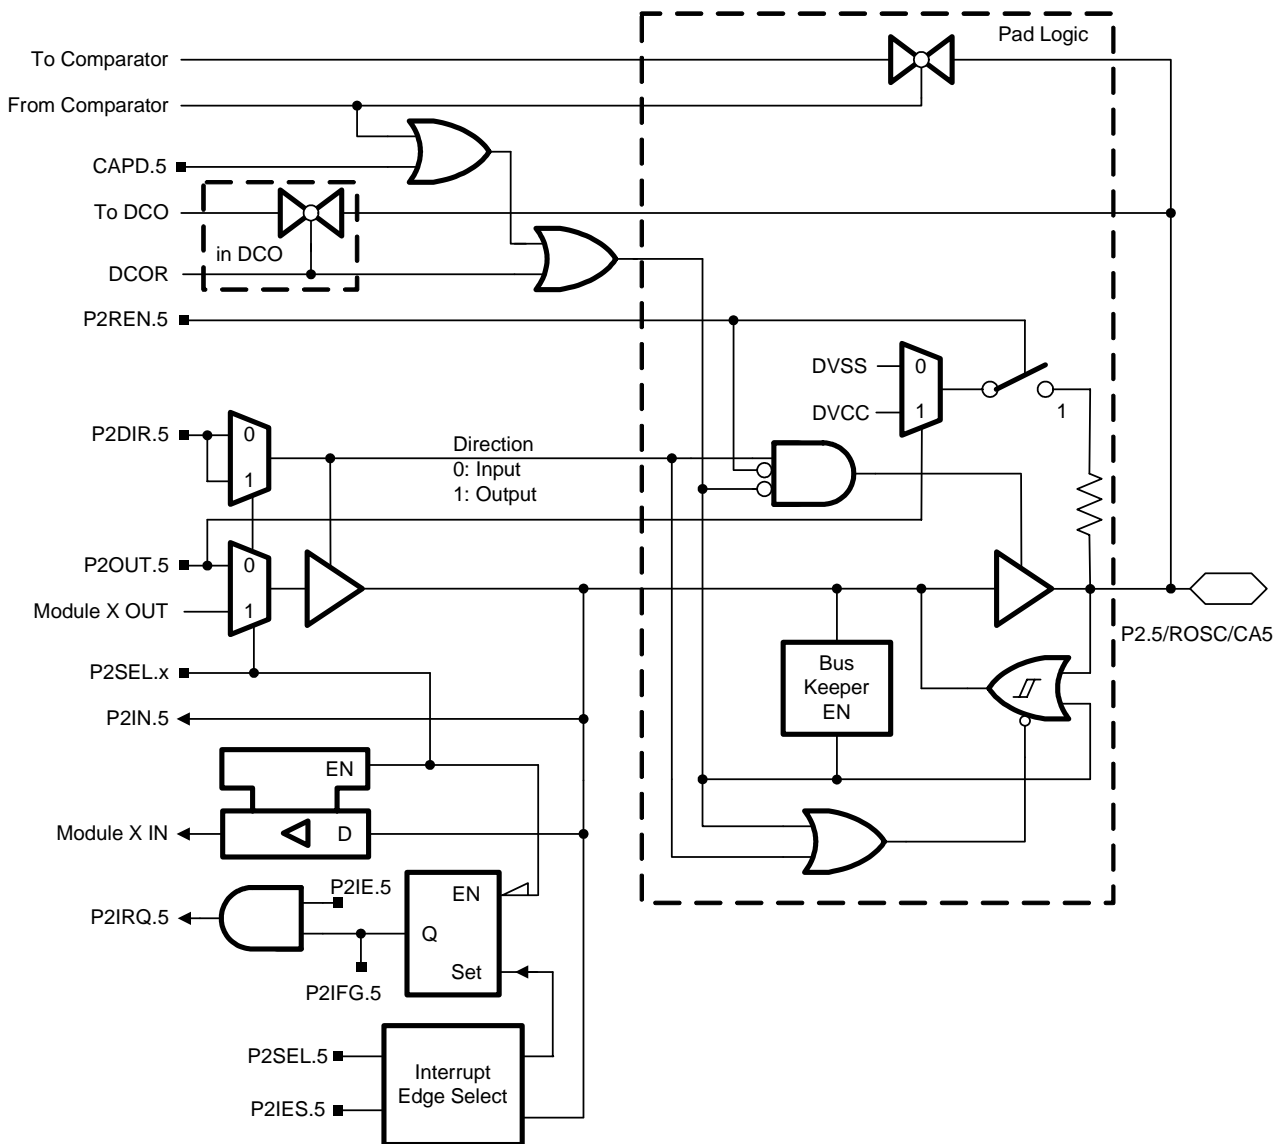 Pad Logic
To Comparator
From Comparator
CAPD.5
To DCO
in DCO
DCOR
P2REN.5
DVSS
0
DVCC
1
1
P2DIR.5
0
1
Direction
0: Input
1: Output
P2OUT.5
0
Module X OUT
1
P2.5/ROSC/CA5
P2SEL.x
Bus
Keeper
EN
P2IN.5
EN
Module X IN
D
P2IE.5
EN
P2IRQ.5
Q
Set
P2IFG.5
P2SEL.5
Interrupt
Edge Select
P2IES.5